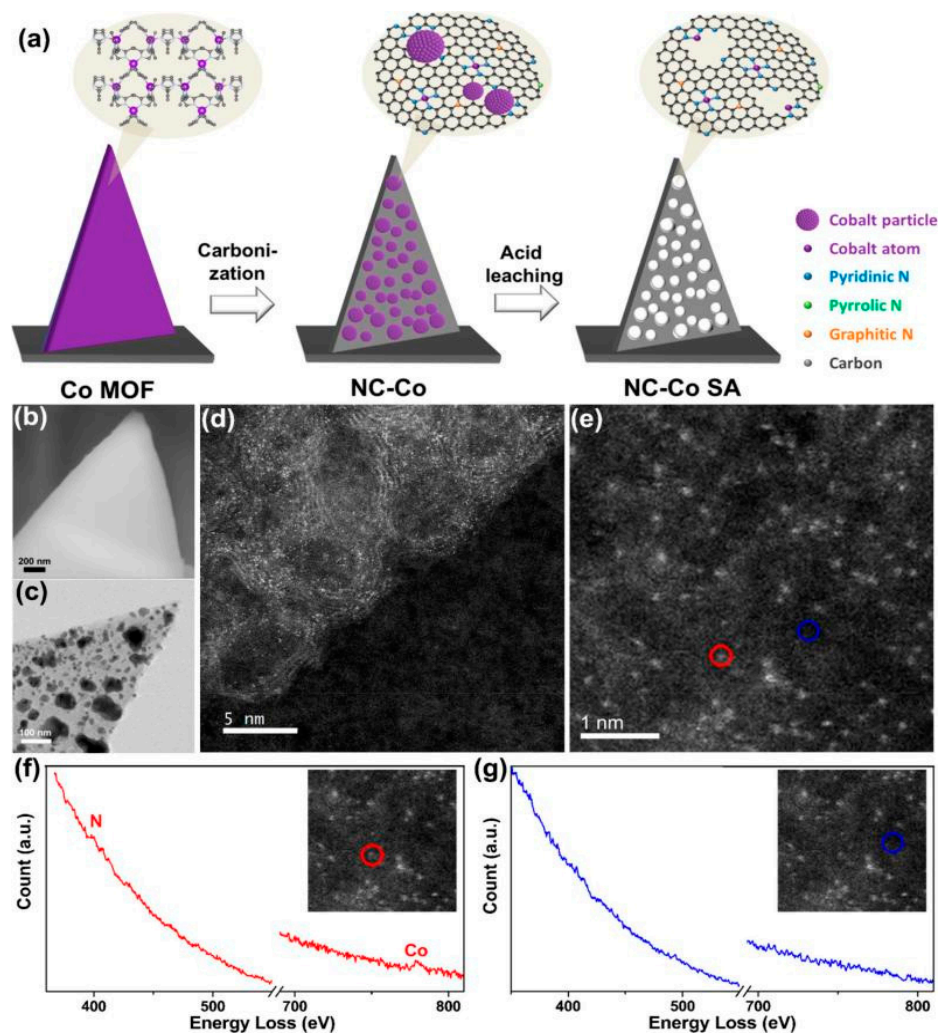 (a)
Carboni-
zation
Acid
leaching
Cobalt particle
Cobalt atom
Pyridinic N
Pyrrolic N
Graphitic N
Carbon
Co MOF
NC-Co
NC-Co SA
(b)
200 nm
(c)
100 nm
(d)
5 nm
(e)
1 nm
(f)
N
Co
Count (a.u.)
400 500 700 800
Energy Loss (eV)
(g)
Count (a.u.)
400 500 700 800
Energy Loss (eV)